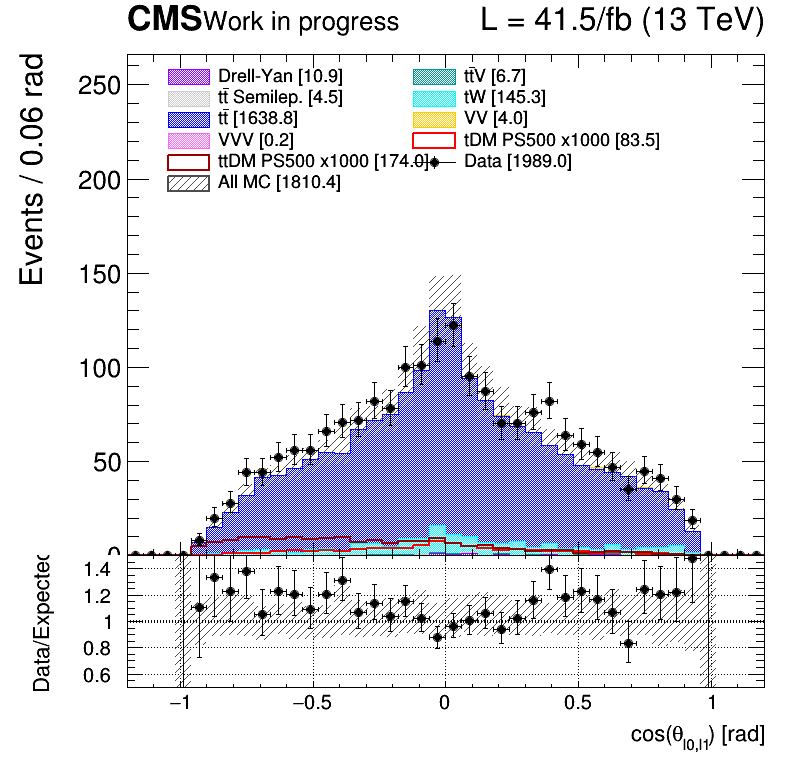 CMS Work in progress L = 41.5/fb (13 TeV)
Events / 0.06 rad
250
200
150
100
50
0
Drell-Yan [10.9]
tt̄V [6.7]
tt̄ Semilep. [4.5]
tW [145.3]
tt̄ [1638.8]
VV [4.0]
VVV [0.2]
tDM PS500 x1000 [83.5]
ttDM PS500 x1000 [174.0]
Data [1989.0]
All MC [1810.4]
Data/Expected
1.4
1.2
1
0.8
0.6
−1 −0.5 0 0.5 1
cos(θl0,l1) [rad]